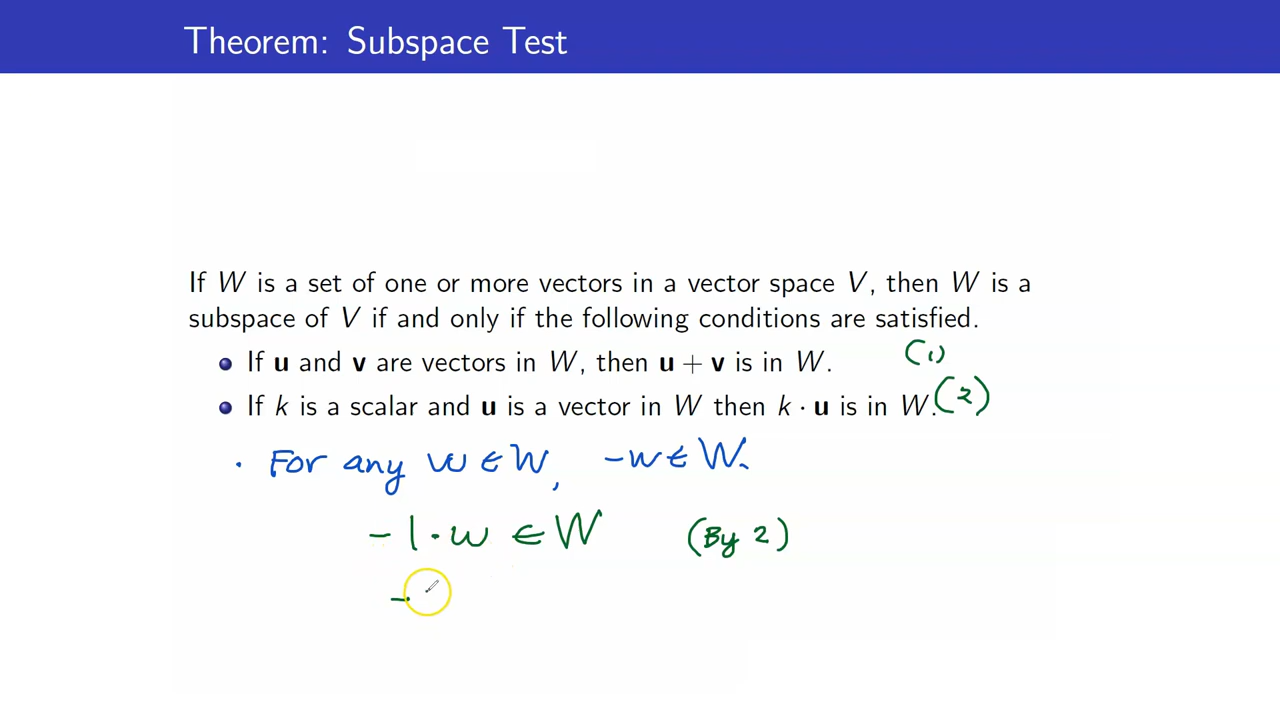 Theorem: Subspace Test
If W is a set of one or more vectors in a vector space V, then W is a
subspace of V if and only if the following conditions are satisfied.
If u and v are vectors in W, then u + v is in W. (1)
If k is a scalar and u is a vector in W then k · u is in W. (2)
· For any w ∈ W, -w ∈ W.
-1 · w ∈ W (By 2)
-